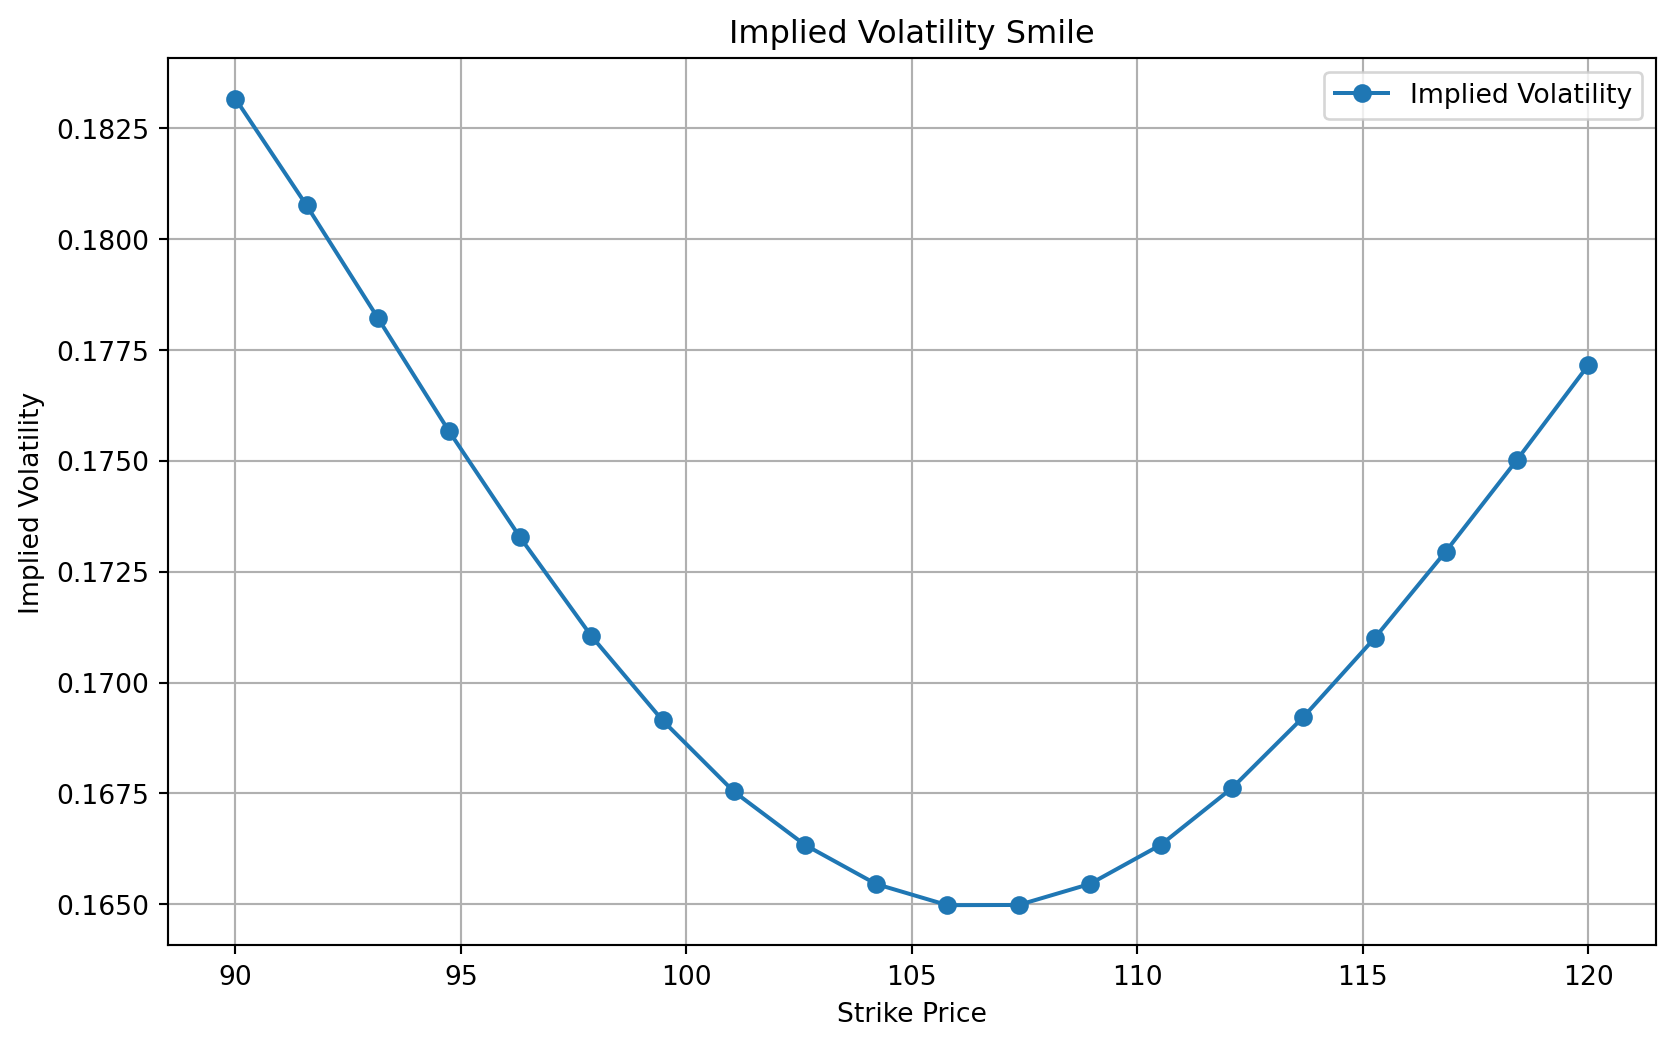 Implied Volatility Smile
Implied Volatility
0.1825
0.1800
0.1775
0.1750
0.1725
0.1700
0.1675
0.1650
Implied Volatility
90 95 100 105 110 115 120
Strike Price